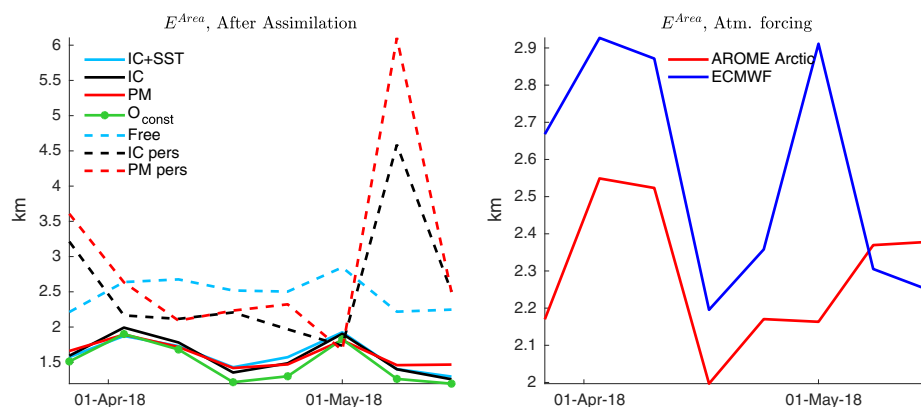 E^Area, After Assimilation
km
6
5.5
5
4.5
4
3.5
3
2.5
2
1.5
IC+SST
IC
PM
O_const
Free
IC pers
PM pers
01-Apr-18
01-May-18
E^Area, Atm. forcing
km
2.9
2.8
2.7
2.6
2.5
2.4
2.3
2.2
2.1
2
AROME Arctic
ECMWF
01-Apr-18
01-May-18